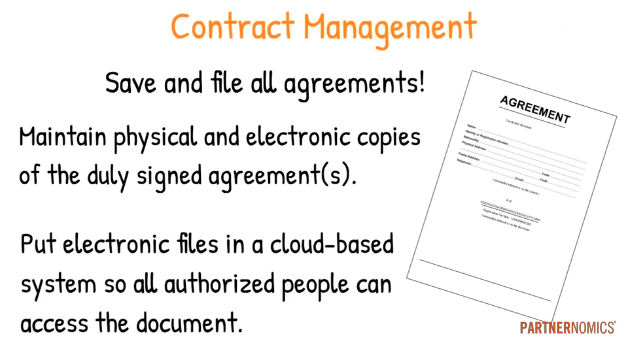 Contract Management
Save and file all agreements!
Maintain physical and electronic copies
of the duly signed agreement(s).
Put electronic files in a cloud-based
system so all authorized people can
access the document.
AGREEMENT
PARTNERNOMICS